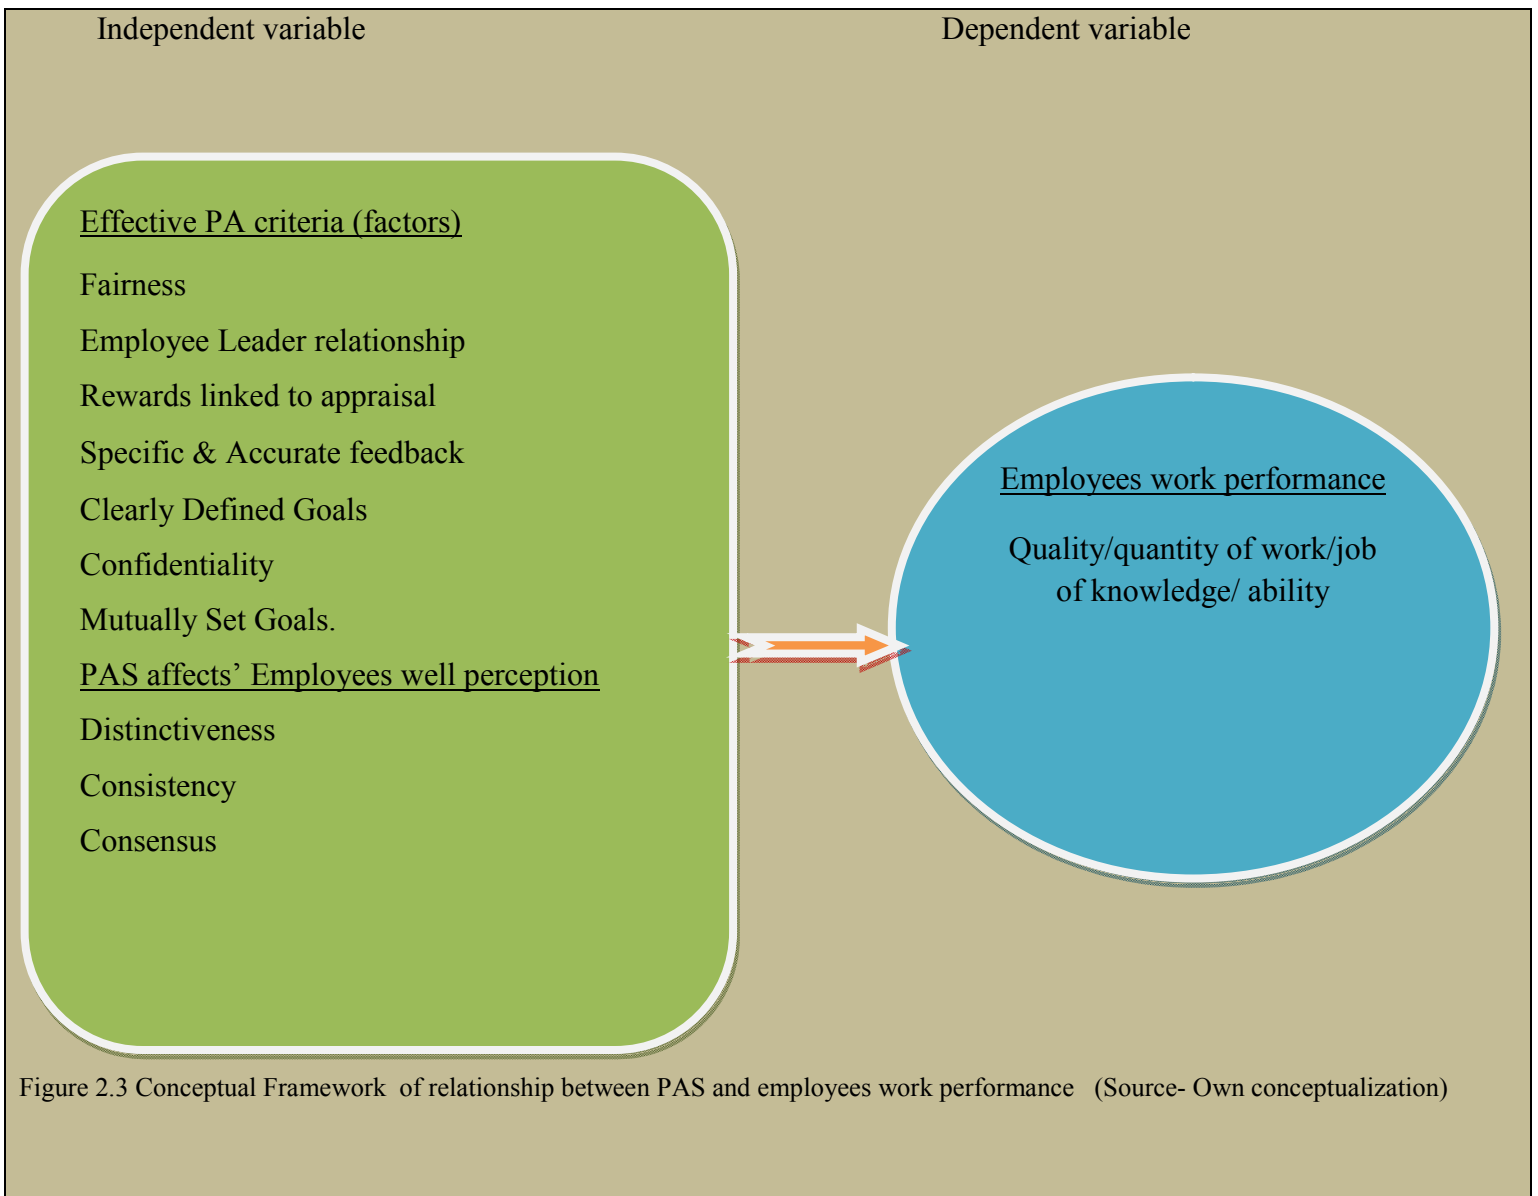 Independent variable
Dependent variable
Effective PA criteria (factors)
Fairness
Employee Leader relationship
Rewards linked to appraisal
Specific & Accurate feedback
Clearly Defined Goals
Confidentiality
Mutually Set Goals.
PAS affects’ Employees well perception
Distinctiveness
Consistency
Consensus
Employees work performance
Quality/quantity of work/job
of knowledge/ ability
Figure 2.3 Conceptual Framework of relationship between PAS and employees work performance (Source- Own conceptualization)